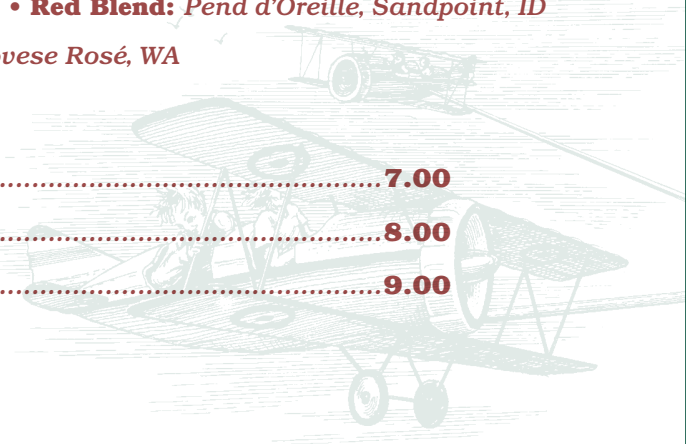 • Red Blend: Pend d’Oreille, Sandpoint, ID
vese Rosé, WA
7.00
8.00
9.00